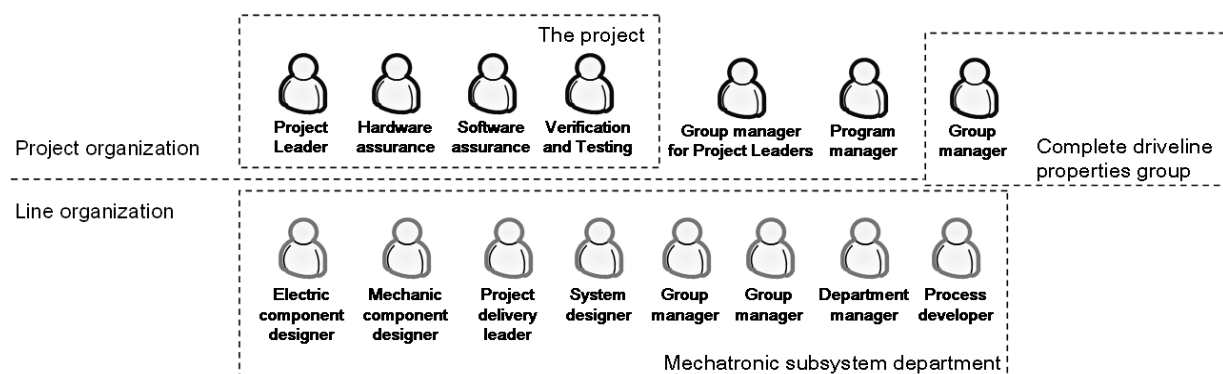 The project
Project
Leader
Hardware
assurance
Software
assurance
Verification
and Testing
Group manager
for Project Leaders
Program
manager
Group
manager
Project organization
Complete driveline
properties group
Line organization
Electric
component
designer
Mechanic
component
designer
Project
delivery
leader
System
designer
Group
manager
Group
manager
Department
manager
Process
developer
Mechatronic subsystem department